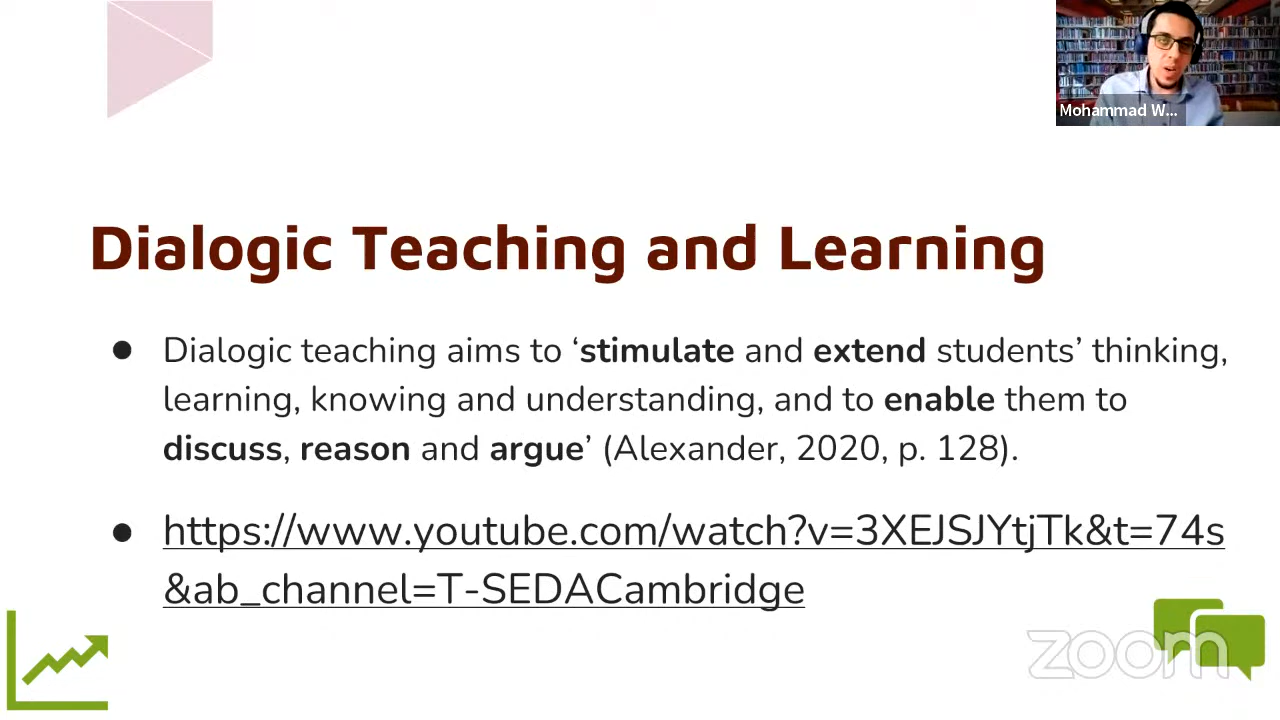 Mohammad W...
Dialogic Teaching and Learning
● Dialogic teaching aims to ‘stimulate and extend students’ thinking,
learning, knowing and understanding, and to enable them to
discuss, reason and argue’ (Alexander, 2020, p. 128).
● https://www.youtube.com/watch?v=3XEJSJYtjTk&t=74s
&ab_channel=T-SEDACambridge
zoom